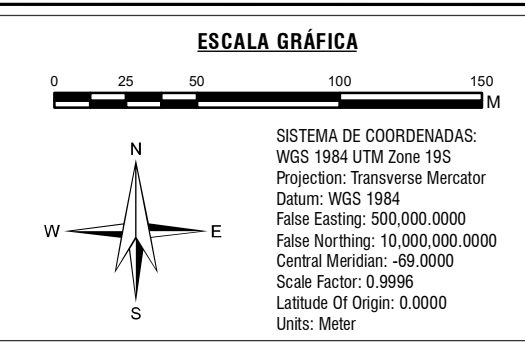 ESCALA GRÁFICA
0 25 50 100 150
M
N
W E
S
SISTEMA DE COORDENADAS:
WGS 1984 UTM Zone 19S
Projection: Transverse Mercator
Datum: WGS 1984
False Easting: 500,000.0000
False Northing: 10,000,000.0000
Central Meridian: -69.0000
Scale Factor: 0.9996
Latitude Of Origin: 0.0000
Units: Meter